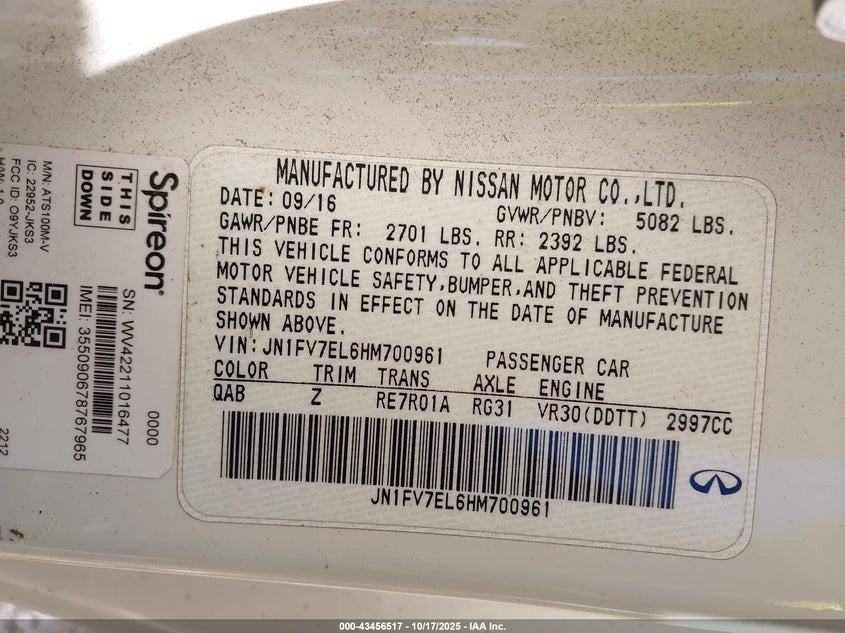 MANUFACTURED BY NISSAN MOTOR CO.,LTD.
DATE: 09/16 GVWR/PNBV: 5082 LBS.
GAWR/PNBE FR: 2701 LBS. RR: 2392 LBS.
THIS VEHICLE CONFORMS TO ALL APPLICABLE FEDERAL
MOTOR VEHICLE SAFETY,BUMPER,AND THEFT PREVENTION
STANDARDS IN EFFECT ON THE DATE OF MANUFACTURE
SHOWN ABOVE.
VIN: JN1FV7EL6HM700961 PASSENGER CAR
COLOR TRIM TRANS AXLE ENGINE
QAB Z RE7R01A RG31 VR30(DDTT) 2997CC
JN1FV7EL6HM700961
Spireon
THIS
SIDE
DOWN
M/N: ATS100M-V
IC: 22952-JKS3
FCC ID: O9YJKS3
SN: WV42211016477
IMEI: 355090678767965
0000
2212
000-43456517 - 10/17/2025 - IAA Inc.